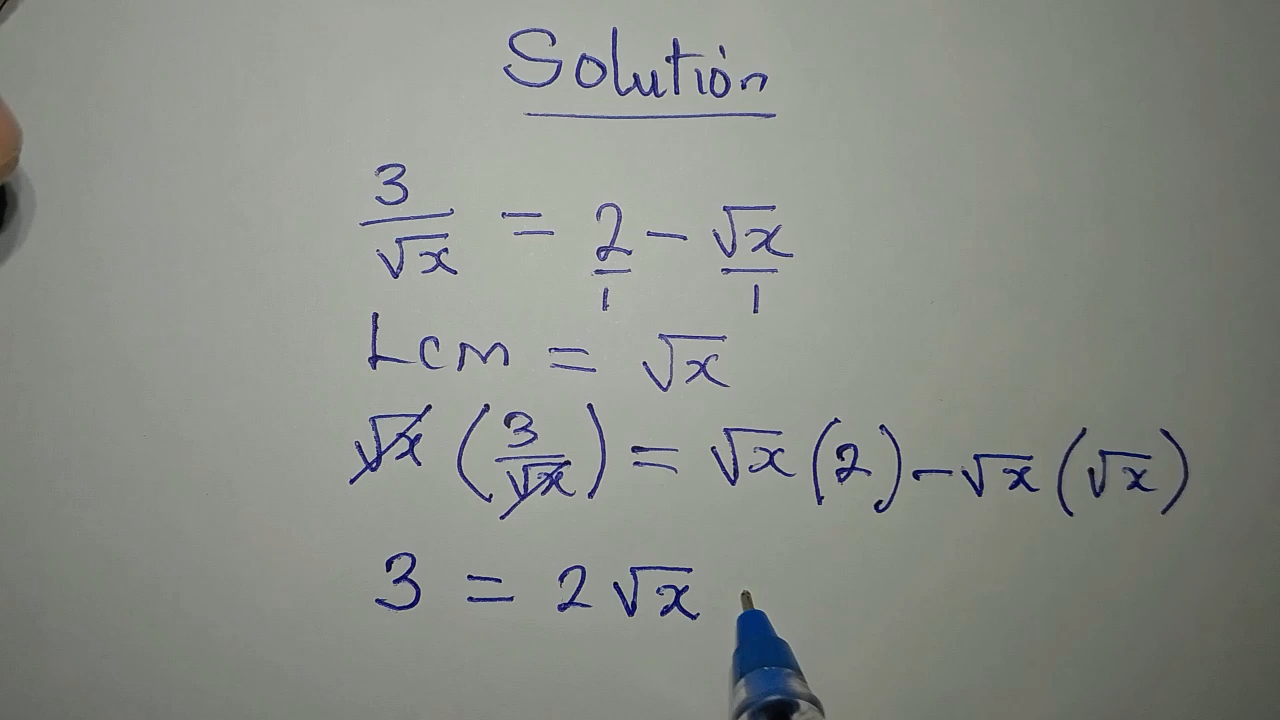 Solution
3/√x = 2/1 - √x/1
Lcm = √x
√x (3/√x) = √x (2) - √x (√x)
3 = 2√x